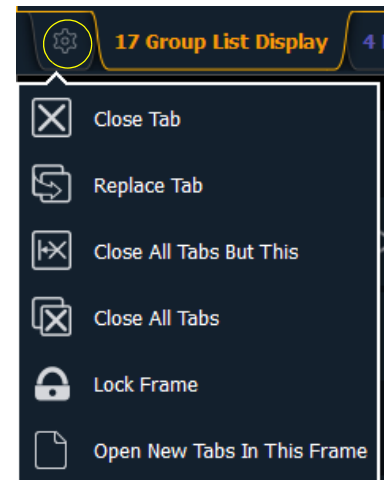 17 Group List Display
4
Close Tab
Replace Tab
Close All Tabs But This
Close All Tabs
Lock Frame
Open New Tabs In This Frame